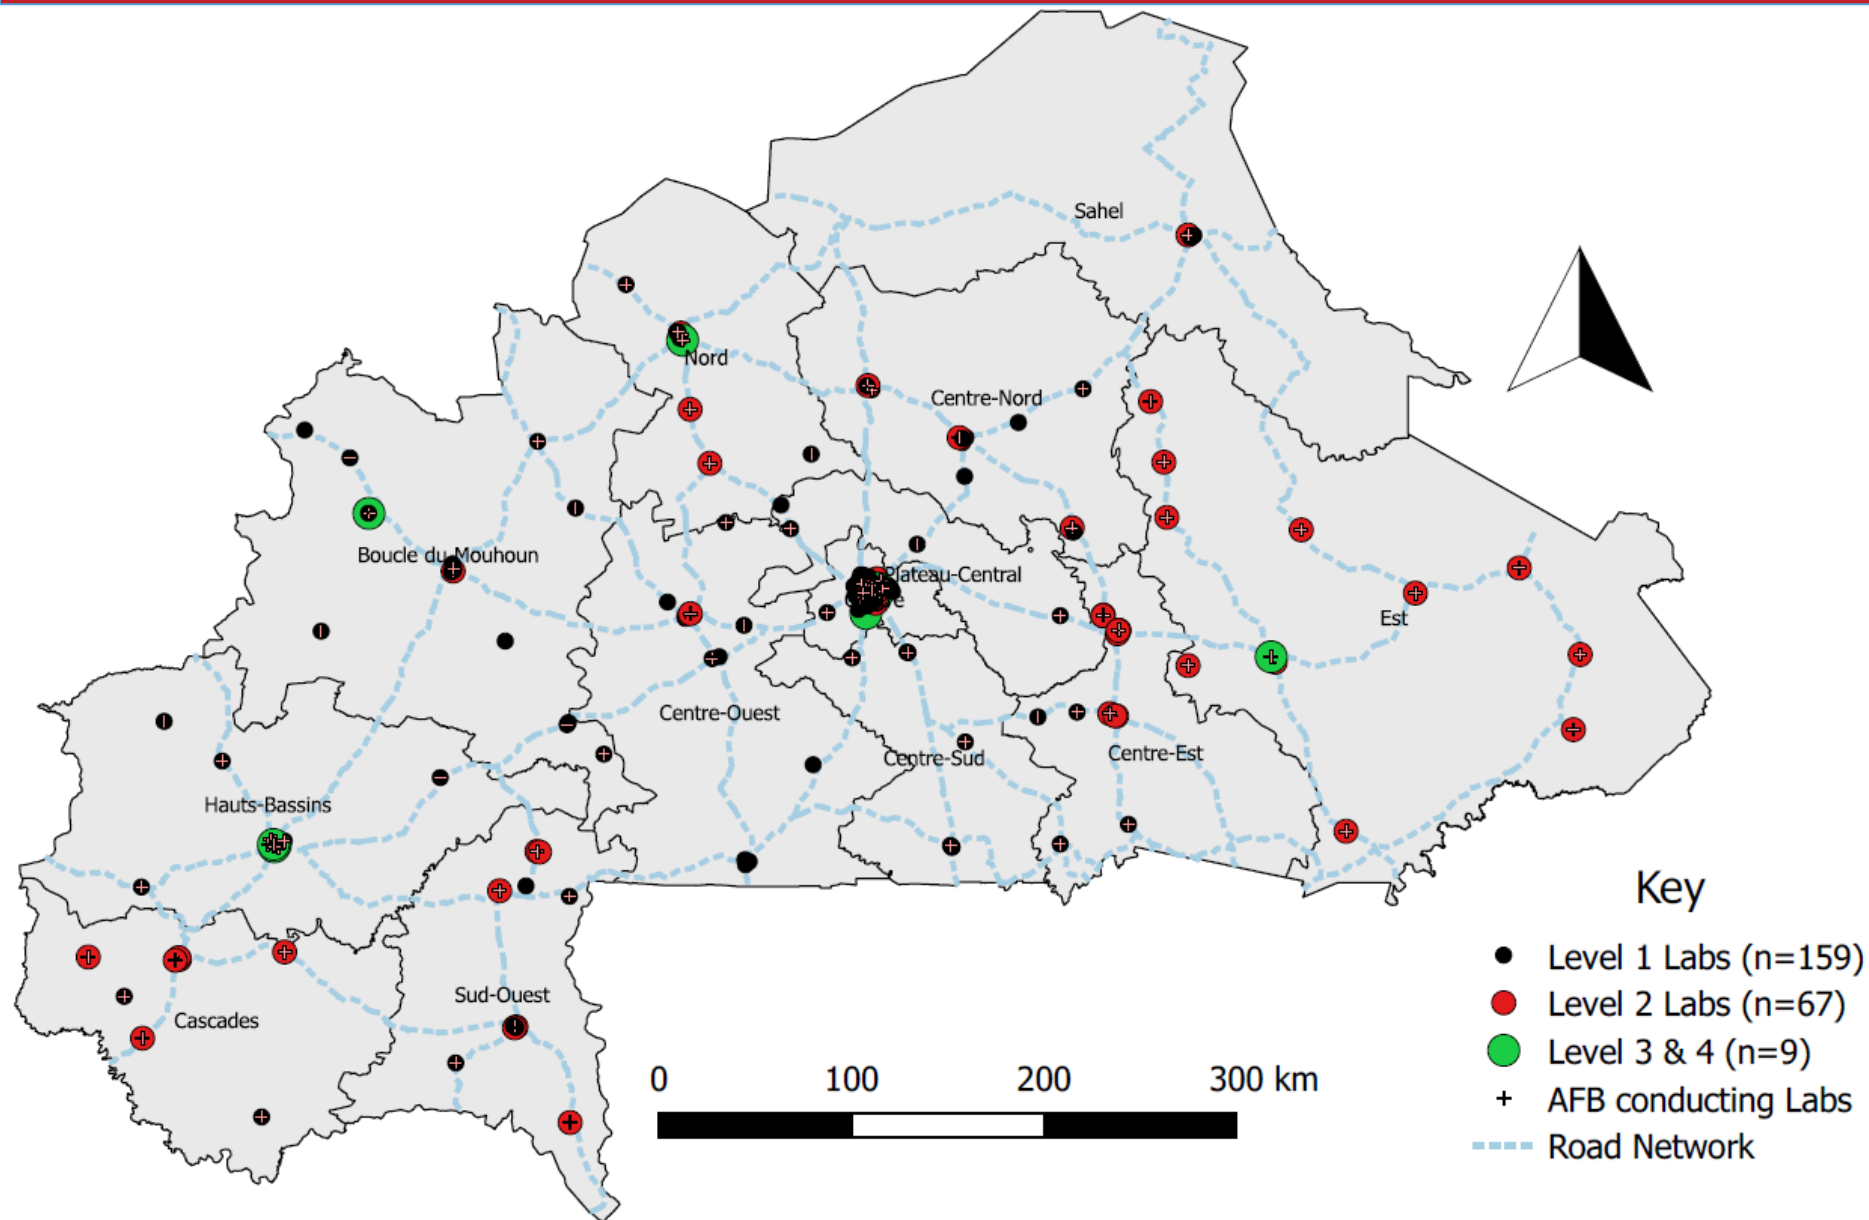 Sahel
Nord
Centre-Nord
Boucle du Mouhoun
Plateau-Central
Est
Centre-Ouest
Centre-Sud
Centre-Est
Hauts-Bassins
Sud-Ouest
Cascades
0 100 200 300 km
Key
Level 1 Labs (n=159)
Level 2 Labs (n=67)
Level 3 & 4 (n=9)
AFB conducting Labs
Road Network